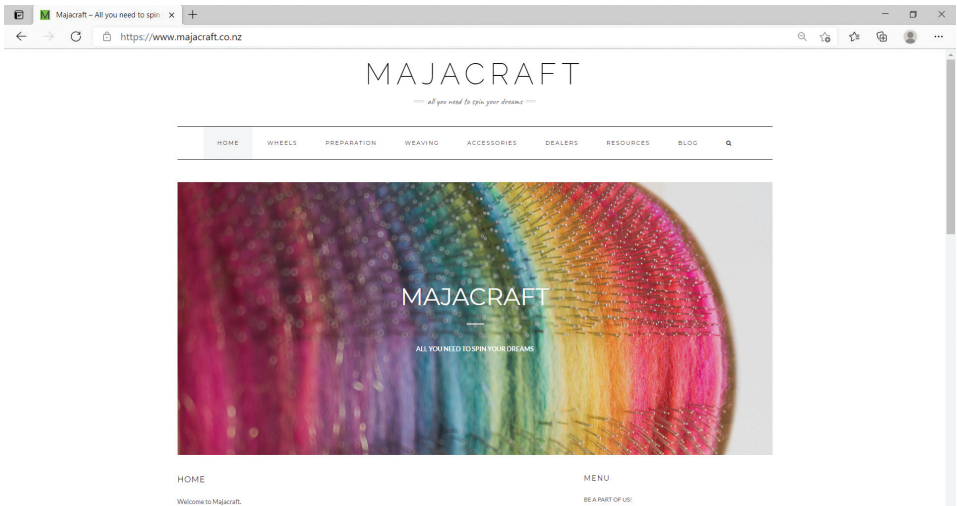 Majacraft – All you need to spin
https://www.majacraft.co.nz
MAJACRAFT
all you need to spin your dreams
HOME WHEELS PREPARATION WEAVING ACCESSORIES DEALERS RESOURCES BLOG
MAJACRAFT
ALL YOU NEED TO SPIN YOUR DREAMS
HOME
Welcome to Majacraft.
MENU
BE A PART OF US!